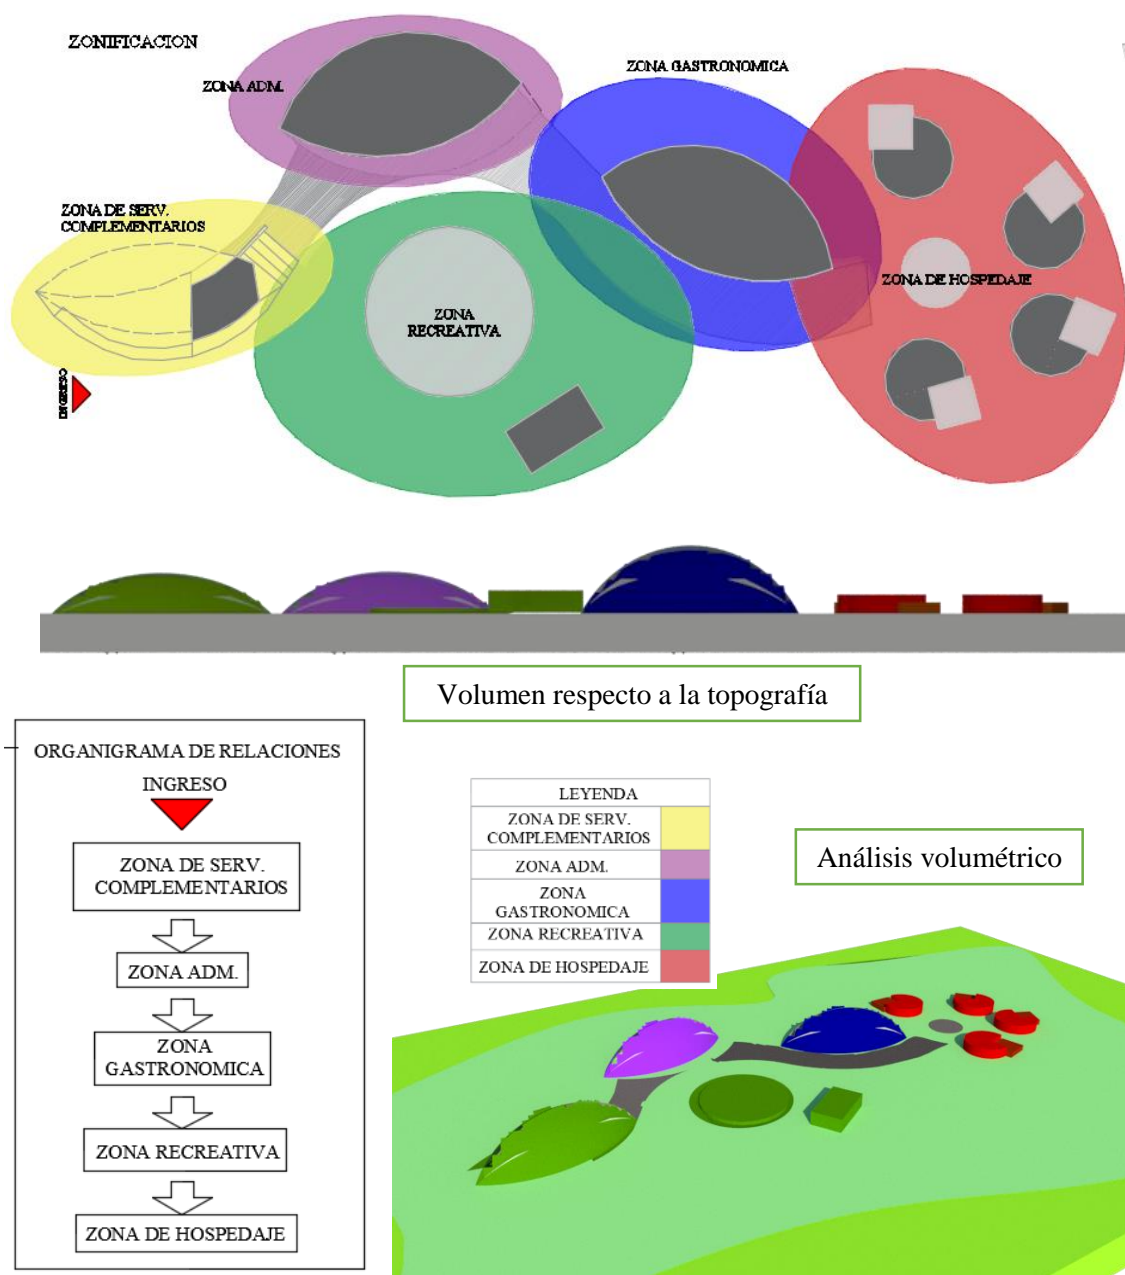 ZONIFICACION
ZONA GASTRONOMICA
ZONA ADM.
ZONA DE SERV.
COMPLEMENTARIOS
ZONA DE HOSPEDAJE
ZONA
RECREATIVA
INGRESO
Volumen respecto a la topografía
ORGANIGRAMA DE RELACIONES
INGRESO
ZONA DE SERV.
COMPLEMENTARIOS
ZONA ADM.
ZONA
GASTRONOMICA
ZONA RECREATIVA
ZONA DE HOSPEDAJE
LEYENDA
ZONA DE SERV.
COMPLEMENTARIOS
ZONA ADM.
ZONA
GASTRONOMICA
ZONA RECREATIVA
ZONA DE HOSPEDAJE
Análisis volumétrico